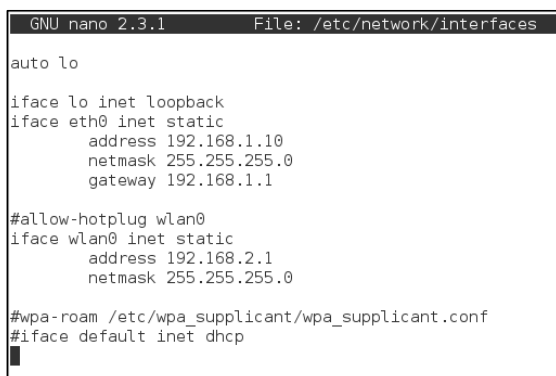 GNU nano 2.3.1 File: /etc/network/interfaces
auto lo
iface lo inet loopback
iface eth0 inet static
address 192.168.1.10
netmask 255.255.255.0
gateway 192.168.1.1
#allow-hotplug wlan0
iface wlan0 inet static
address 192.168.2.1
netmask 255.255.255.0
#wpa-roam /etc/wpa_supplicant/wpa_supplicant.conf
#iface default inet dhcp